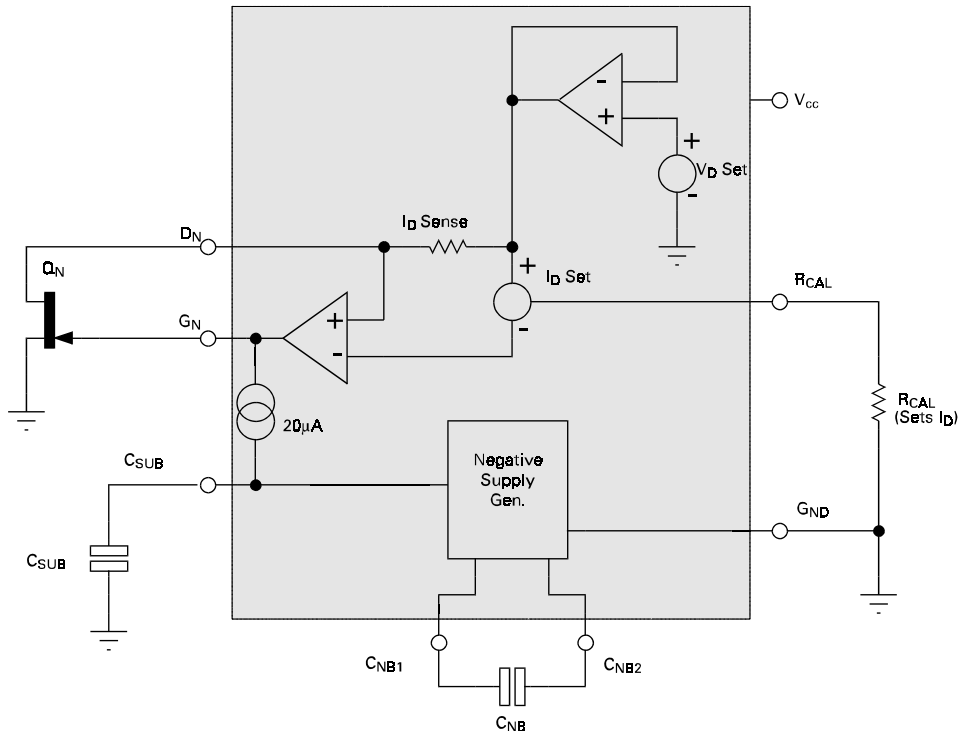 -
+
Vcc
+
VD Set
-
ID Sense
DN
+
ID Set
QN
RCAL
GN
+
-
-
RCAL
(Sets ID)
20µA
CSUB
Negative
Supply
Gen.
GND
CSUB
CNB1
CNB2
CNB